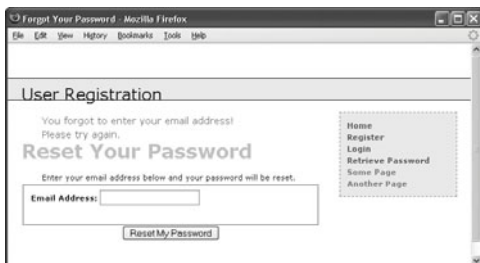 Forgot Your Password - Mozilla Firefox
File Edit View History Bookmarks Tools Help
User Registration
You forgot to enter your email address!
Please try again.
Reset Your Password
Enter your email address below and your password will be reset.
Email Address:
Reset My Password
Home
Register
Login
Retrieve Password
Some Page
Another Page